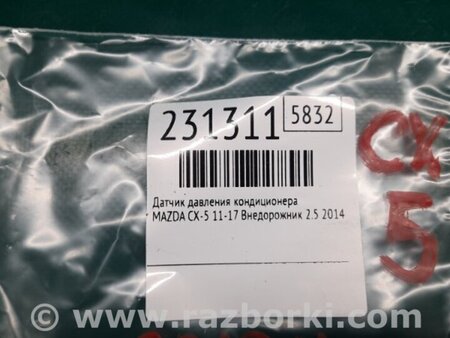 231311 5832
Датчик давления кондиционера
MAZDA CX-5 11-17 Внедорожник 2.5 2014
CX
5
© www.razborki.com